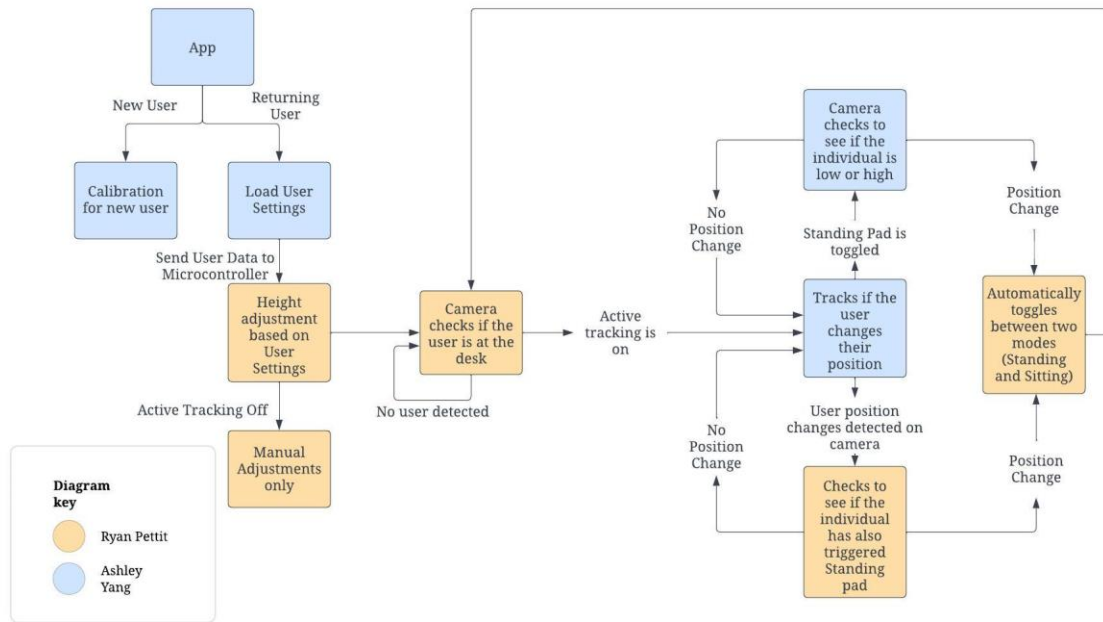 App
New User
Returning
User
Calibration
for new user
Load User
Settings
Send User Data to
Microcontroller
Height
adjustment
based on
User
Settings
Active Tracking Off
Manual
Adjustments
only
Camera
checks if the
user is at the
desk
No user detected
Active
tracking is
on
Camera
checks to
see if the
individual is
low or high
No
Position
Change
Position
Change
Standing Pad is
toggled
Tracks if the
user
changes
their
position
Automatically
toggles
between two
modes
(Standing
and Sitting)
User position
changes detected on
camera
No
Position
Change
Position
Change
Checks to
see if the
individual
has also
triggered
Standing
pad
Diagram
key
Ryan Pettit
Ashley
Yang